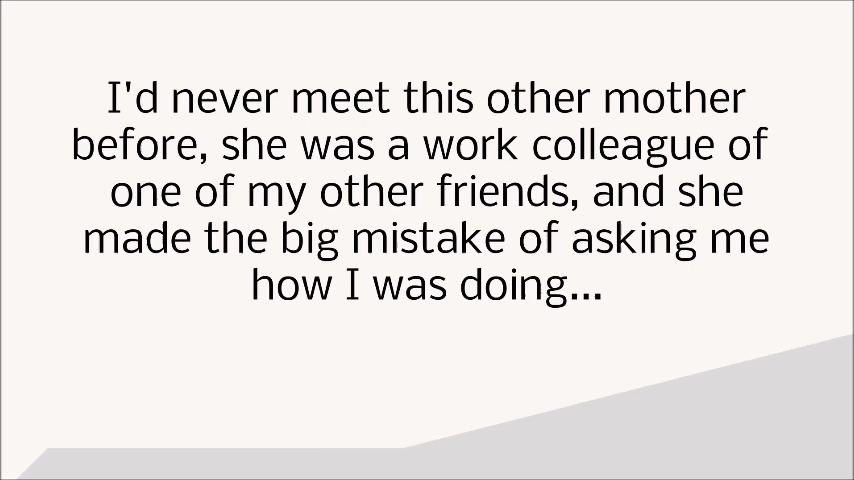 I'd never meet this other mother
before, she was a work colleague of
one of my other friends, and she
made the big mistake of asking me
how I was doing...